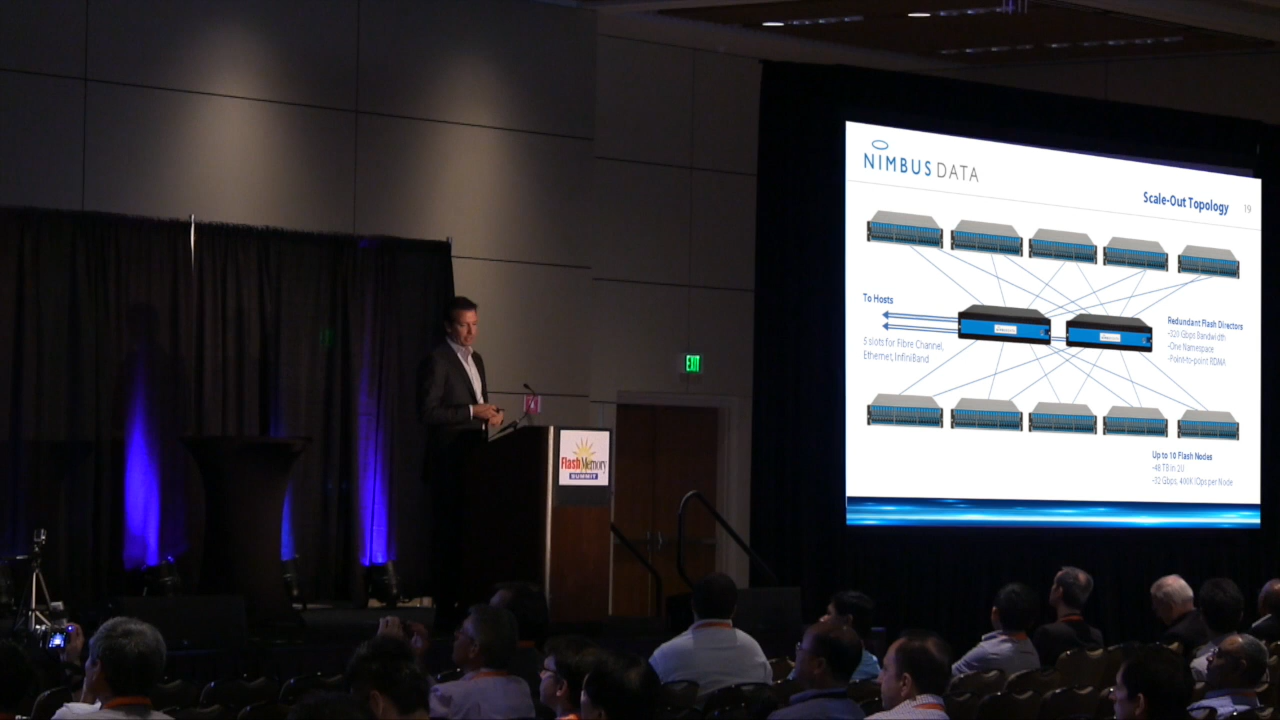 NIMBUS DATA
Scale-Out Topology 19
To Hosts
5 slots for Fibre Channel,
Ethernet, InfiniBand
Redundant Flash Directors
-320 Gbps Bandwidth
-One Namespace
-Point-to-point RDMA
Up to 10 Flash Nodes
-48 TB in 2U
-32 Gbps, 400K IOps per Node
EXIT
FlashMemory
SUMMIT